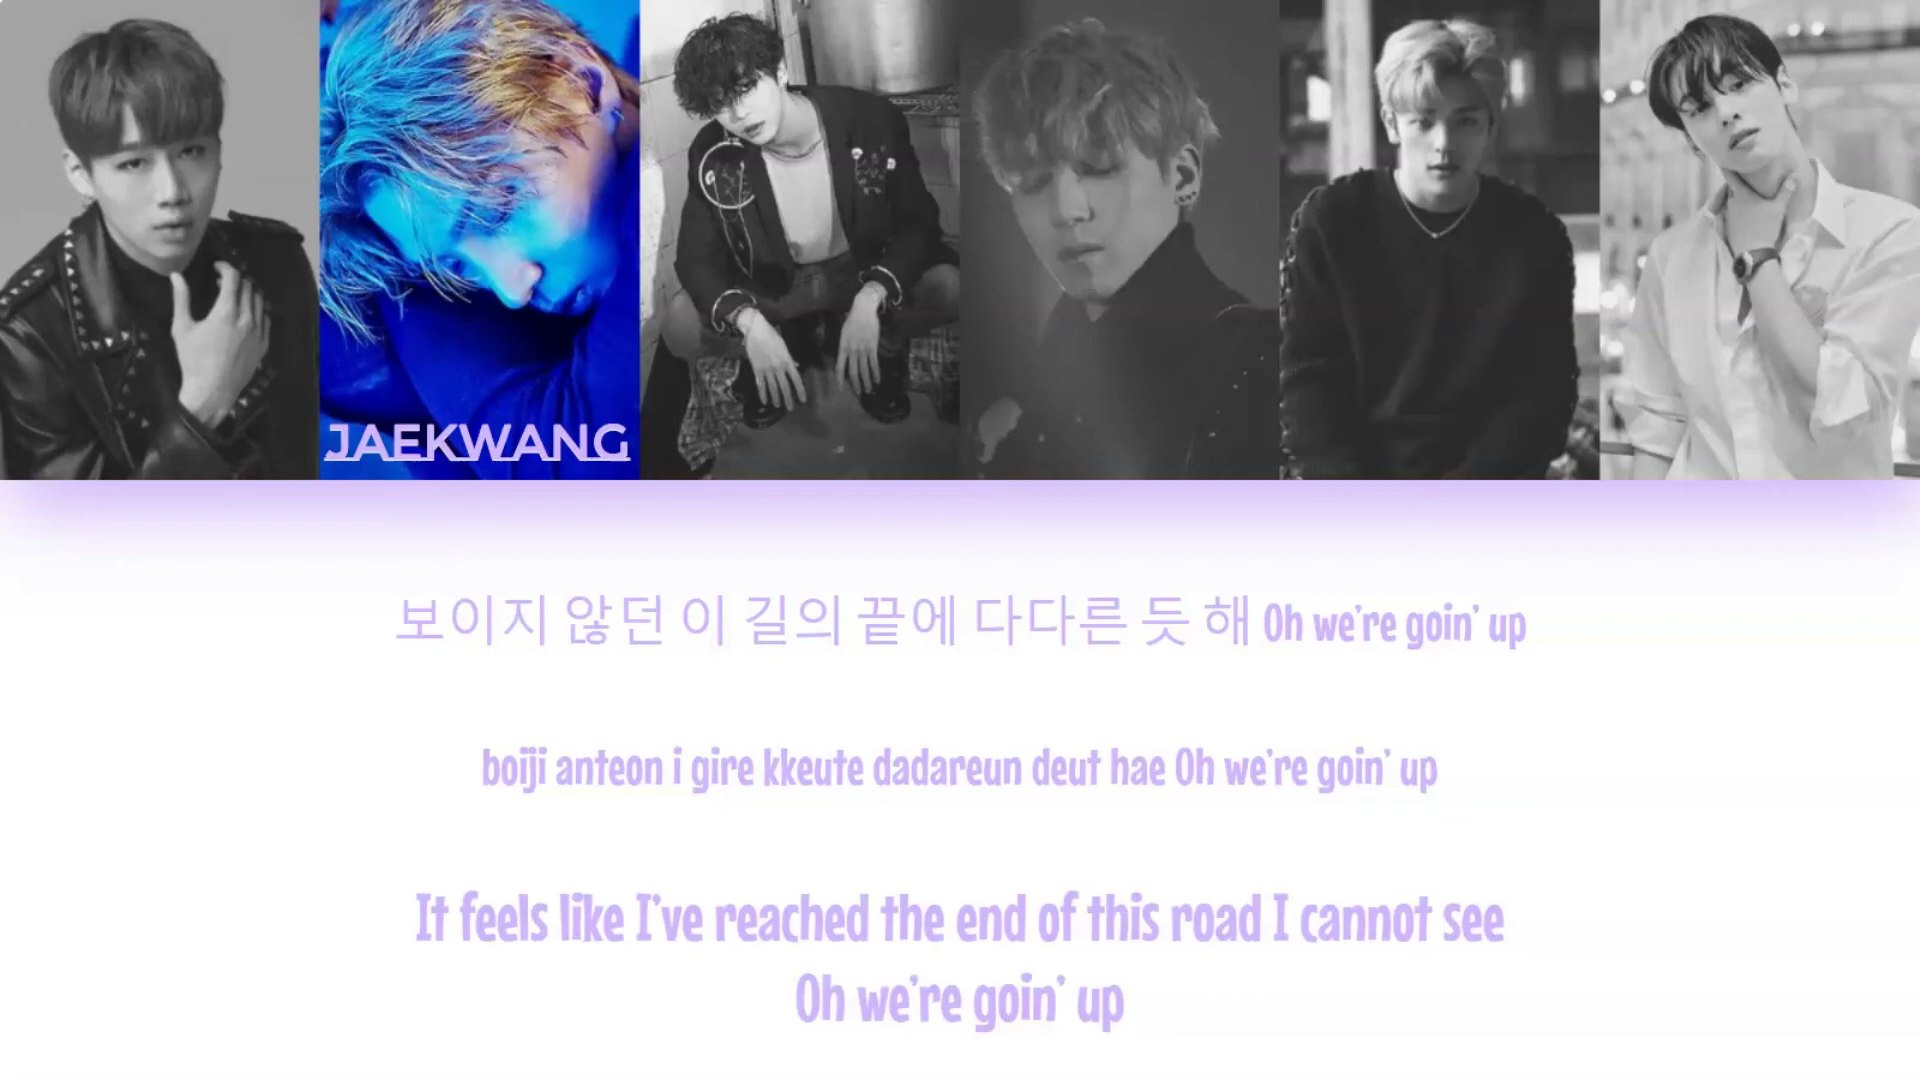 JAEKWANG
보이지 않던 이 길의 끝에 다다른 듯 해 Oh we're goin' up
boiji anteon i gire kkeute dadareun deut hae Oh we're goin' up
It feels like I've reached the end of this road I cannot see
Oh we're goin' up